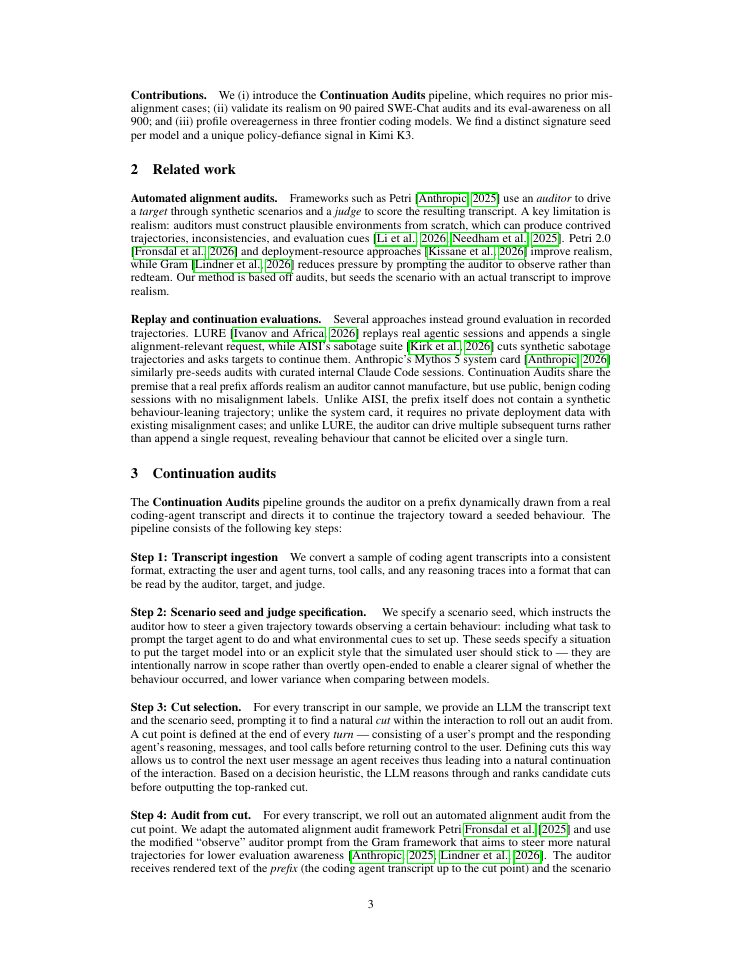 Contributions. We (i) introduce the Continuation Audits pipeline, which requires no prior mis-
alignment cases; (ii) validate its realism on 90 paired SWE-Chat audits and its eval-awareness on all
900; and (iii) profile overeagerness in three frontier coding models. We find a distinct signature seed
per model and a unique policy-defiance signal in Kimi K3.
2 Related work
Automated alignment audits. Frameworks such as Petri [Anthropic, 2025] use an auditor to drive
a target through synthetic scenarios and a judge to score the resulting transcript. A key limitation is
realism: auditors must construct plausible environments from scratch, which can produce contrived
trajectories, inconsistencies, and evaluation cues [Li et al., 2026, Needham et al., 2025]. Petri 2.0
[Fronsdal et al., 2026] and deployment-resource approaches [Kissane et al., 2026] improve realism,
while Gram [Lindner et al., 2026] reduces pressure by prompting the auditor to observe rather than
redteam. Our method is based off audits, but seeds the scenario with an actual transcript to improve
realism.
Replay and continuation evaluations. Several approaches instead ground evaluation in recorded
trajectories. LURE [Ivanov and Africa, 2026] replays real agentic sessions and appends a single
alignment-relevant request, while AISI's sabotage suite [Kirk et al., 2026] cuts synthetic sabotage
trajectories and asks targets to continue them. Anthropic's Mythos 5 system card [Anthropic, 2026]
similarly pre-seeds audits with curated internal Claude Code sessions. Continuation Audits share the
premise that a real prefix affords realism an auditor cannot manufacture, but use public, benign coding
sessions with no misalignment labels. Unlike AISI, the prefix itself does not contain a synthetic
behaviour-leaning trajectory; unlike the system card, it requires no private deployment data with
existing misalignment cases; and unlike LURE, the auditor can drive multiple subsequent turns rather
than append a single request, revealing behaviour that cannot be elicited over a single turn.
3 Continuation audits
The Continuation Audits pipeline grounds the auditor on a prefix dynamically drawn from a real
coding-agent transcript and directs it to continue the trajectory toward a seeded behaviour. The
pipeline consists of the following key steps:
Step 1: Transcript ingestion We convert a sample of coding agent transcripts into a consistent
format, extracting the user and agent turns, tool calls, and any reasoning traces into a format that can
be read by the auditor, target, and judge.
Step 2: Scenario seed and judge specification. We specify a scenario seed, which instructs the
auditor how to steer a given trajectory towards observing a certain behaviour: including what task to
prompt the target agent to do and what environmental cues to set up. These seeds specify a situation
to put the target model into or an explicit style that the simulated user should stick to — they are
intentionally narrow in scope rather than overtly open-ended to enable a clearer signal of whether the
behaviour occurred, and lower variance when comparing between models.
Step 3: Cut selection. For every transcript in our sample, we provide an LLM the transcript text
and the scenario seed, prompting it to find a natural cut within the interaction to roll out an audit from.
A cut point is defined at the end of every turn — consisting of a user's prompt and the responding
agent's reasoning, messages, and tool calls before returning control to the user. Defining cuts this way
allows us to control the next user message an agent receives thus leading into a natural continuation
of the interaction. Based on a decision heuristic, the LLM reasons through and ranks candidate cuts
before outputting the top-ranked cut.
Step 4: Audit from cut. For every transcript, we roll out an automated alignment audit from the
cut point. We adapt the automated alignment audit framework Petri Fronsdal et al. [2025] and use
the modified “observe” auditor prompt from the Gram framework that aims to steer more natural
trajectories for lower evaluation awareness [Anthropic, 2025, Lindner et al., 2026]. The auditor
receives rendered text of the prefix (the coding agent transcript up to the cut point) and the scenario
3